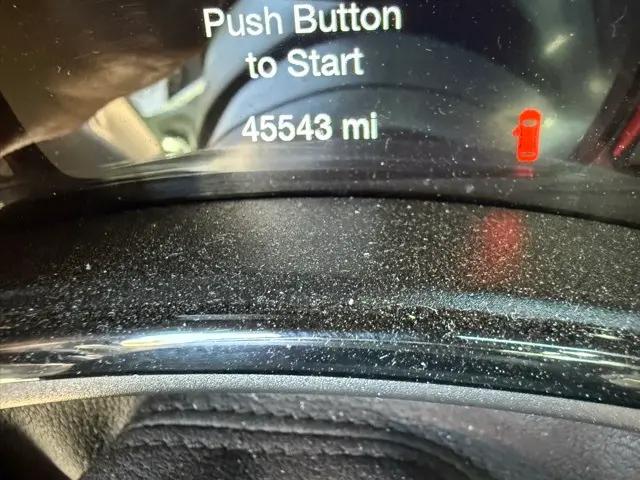 Push Button
to Start
45543 mi